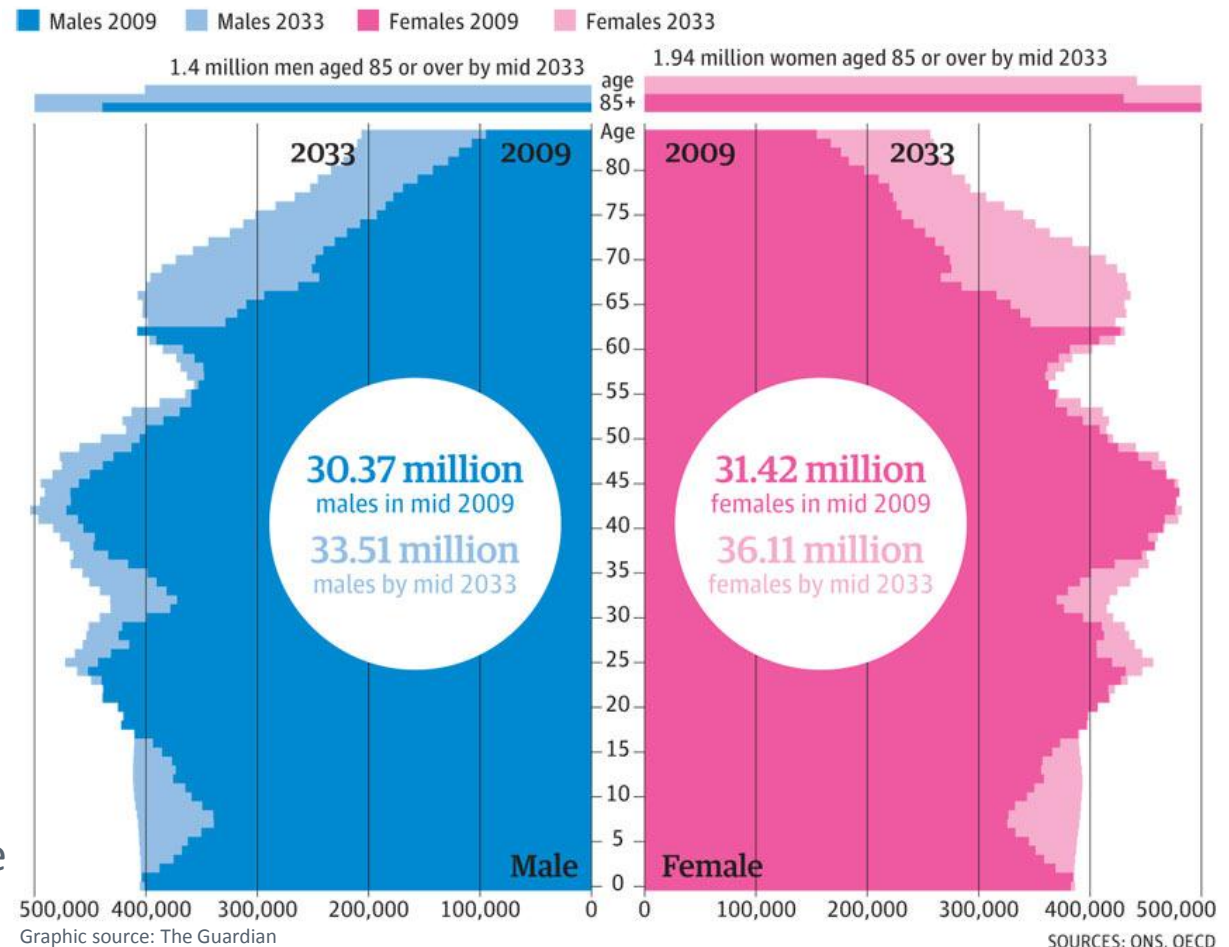 Males 2009 Males 2033 Females 2009 Females 2033
1.4 million men aged 85 or over by mid 2033
1.94 million women aged 85 or over by mid 2033
age
85+
Age
2033
2009
2009
2033
80
75
70
65
60
55
50
45
40
35
30
25
20
15
10
5
0
30.37 million
males in mid 2009
33.51 million
males by mid 2033
31.42 million
females in mid 2009
36.11 million
females by mid 2033
e
Male
Female
500,000 400,000 300,000 200,000 100,000 0
0 100,000 200,000 300,000 400,000 500,000
Graphic source: The Guardian
SOURCES: ONS, OECD